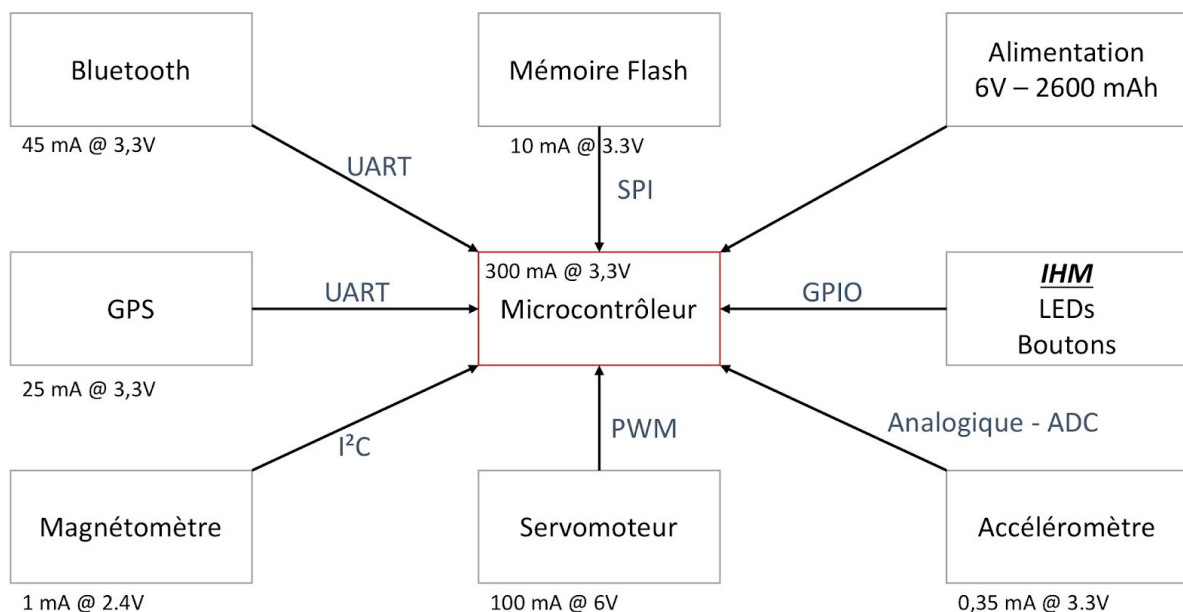 Bluetooth
45 mA @ 3,3V
Mémoire Flash
10 mA @ 3.3V
Alimentation
6V – 2600 mAh
UART
SPI
GPS
25 mA @ 3,3V
UART
300 mA @ 3,3V
Microcontrôleur
GPIO
IHM
LEDs
Boutons
I²C
PWM
Analogique - ADC
Magnétomètre
1 mA @ 2.4V
Servomoteur
100 mA @ 6V
Accéléromètre
0,35 mA @ 3.3V